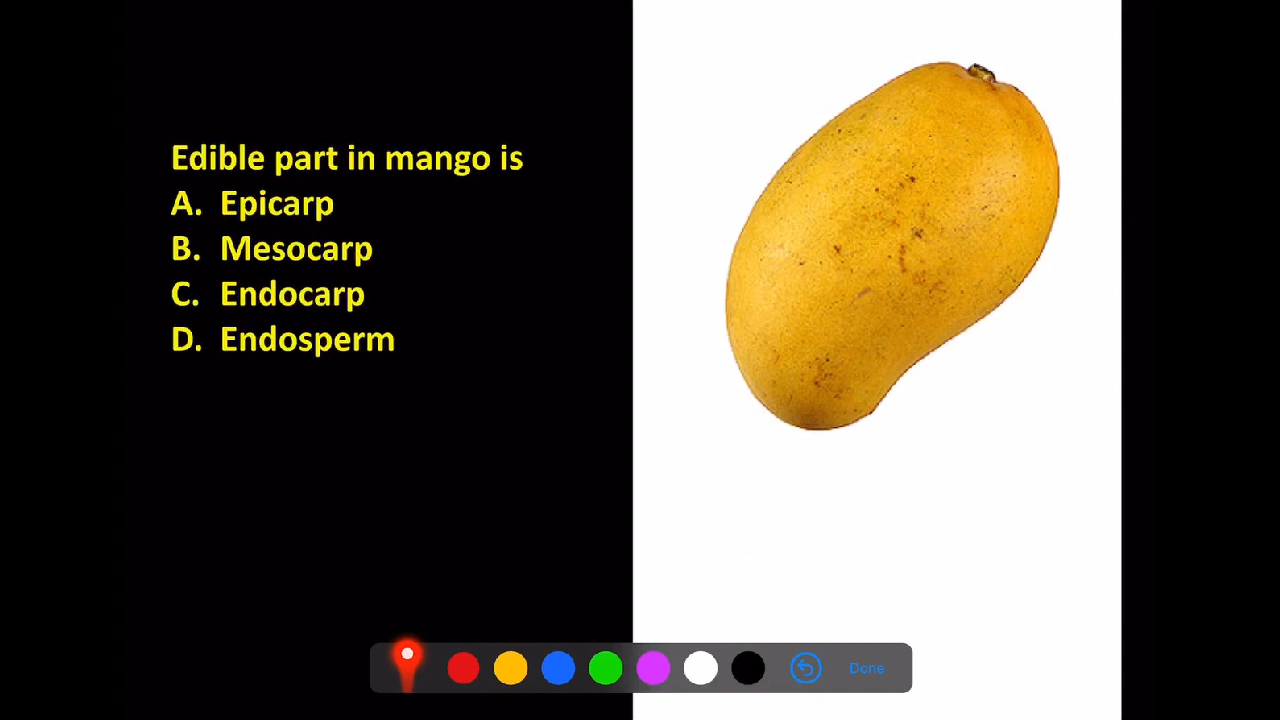 Edible part in mango is
A. Epicarp
B. Mesocarp
C. Endocarp
D. Endosperm
Done